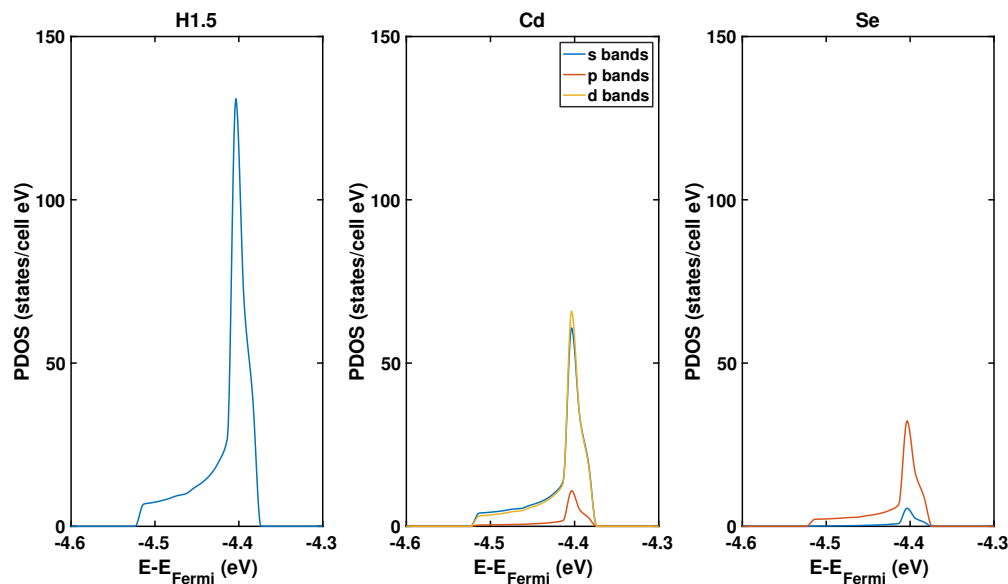 H1.5
150
100
50
0
PDOS (states/cell eV)
-4.6 -4.5 -4.4 -4.3
E-E_Fermi (eV)
Cd
s bands
p bands
d bands
150
100
50
0
PDOS (states/cell eV)
-4.6 -4.5 -4.4 -4.3
E-E_Fermi (eV)
Se
150
100
50
0
PDOS (states/cell eV)
-4.6 -4.5 -4.4 -4.3
E-E_Fermi (eV)